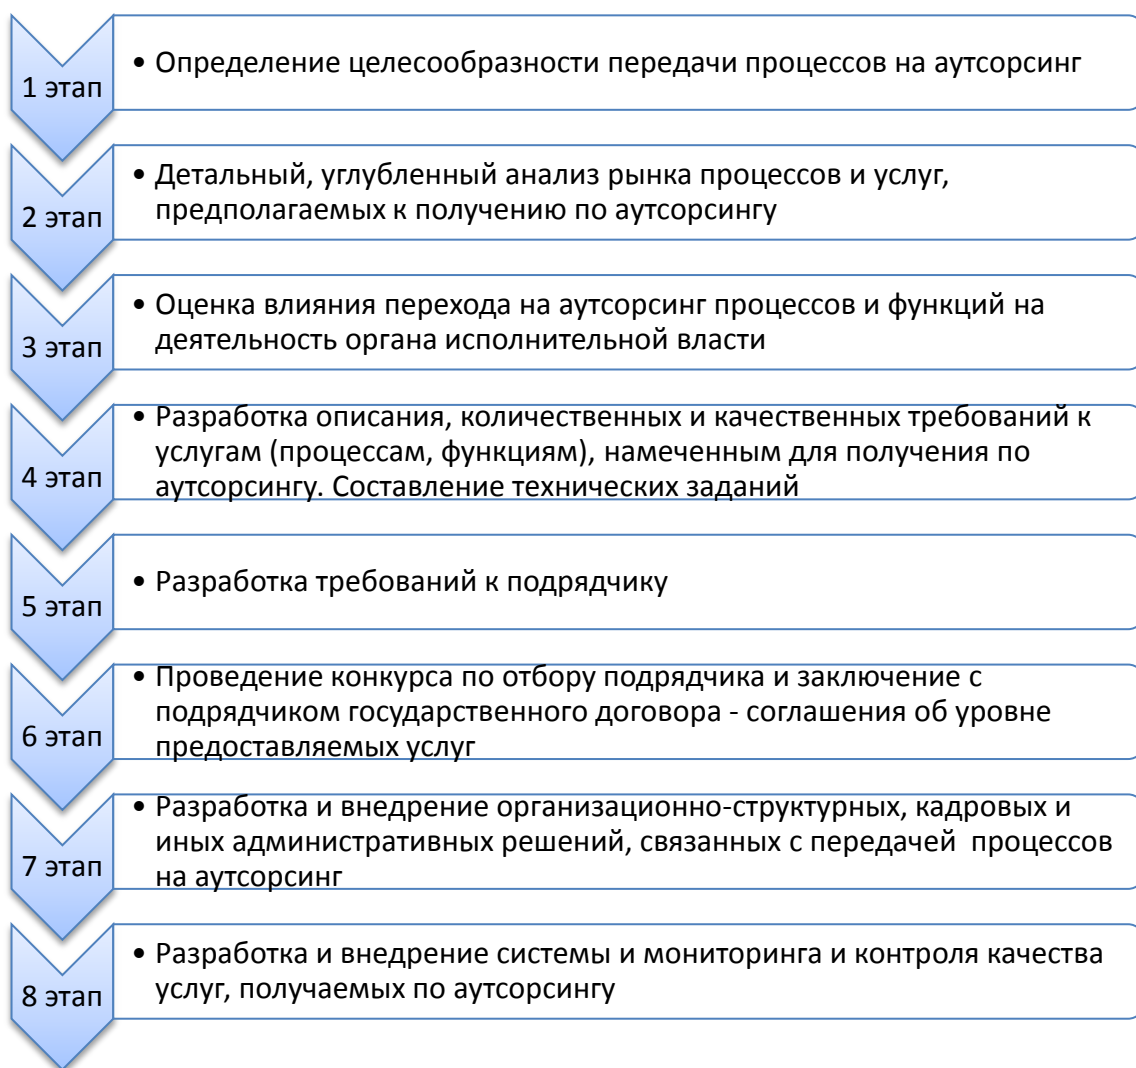 1 этап
• Определение целесообразности передачи процессов на аутсорсинг
2 этап
• Детальный, углубленный анализ рынка процессов и услуг,
предполагаемых к получению по аутсорсингу
3 этап
• Оценка влияния перехода на аутсорсинг процессов и функций на
деятельность органа исполнительной власти
4 этап
• Разработка описания, количественных и качественных требований к
услугам (процессам, функциям), намеченным для получения по
аутсорсингу. Составление технических заданий
5 этап
• Разработка требований к подрядчику
6 этап
• Проведение конкурса по отбору подрядчика и заключение с
подрядчиком государственного договора - соглашения об уровне
предоставляемых услуг
7 этап
• Разработка и внедрение организационно-структурных, кадровых и
иных административных решений, связанных с передачей  процессов
на аутсорсинг
8 этап
• Разработка и внедрение системы и мониторинга и контроля качества
услуг, получаемых по аутсорсингу